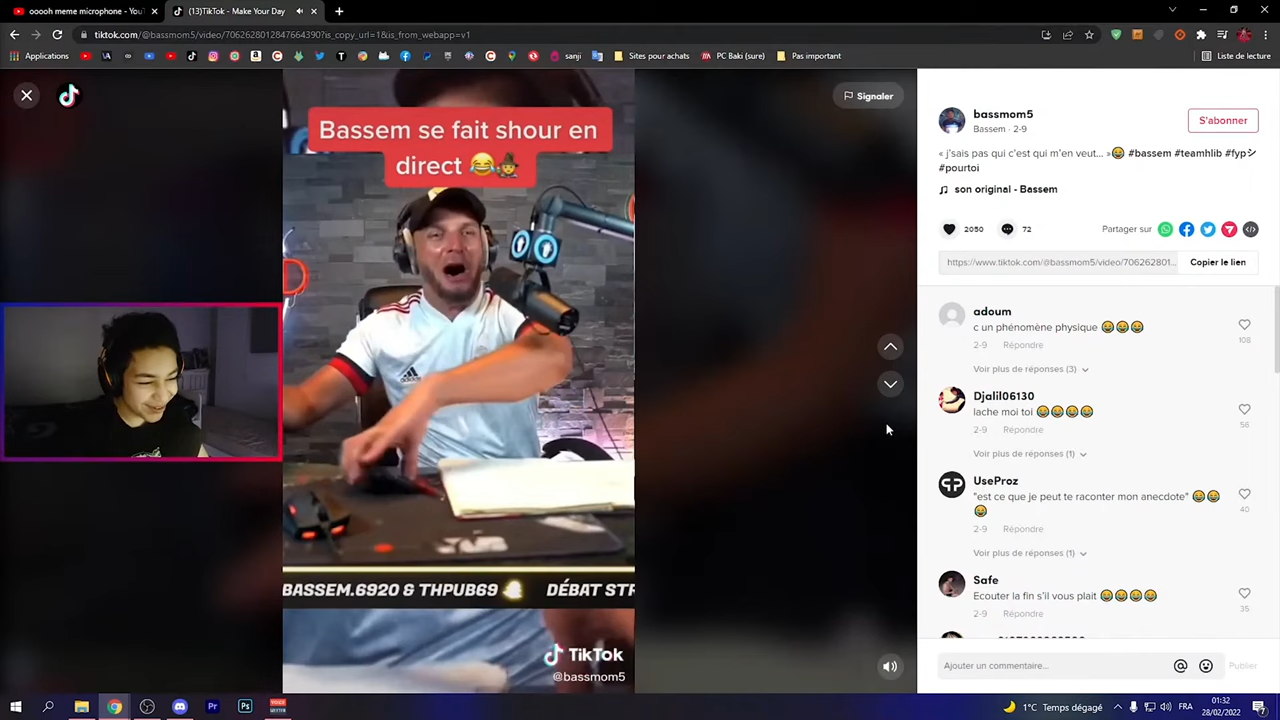 ooooh meme microphone - You
(13)TikTok - Make Your Day
tiktok.com/@bassmom5/video/7062628012847664390?is_copy_url=1&is_from_webapp=v1
Applications
sanji
Sites pour achats
PC Baki (sure)
Pas important
Liste de lecture
Signaler
Bassem se fait shour en
direct 😂
BASSEM.6920 & THPUB69
DÉBAT STR
TikTok
@bassmom5
bassmom5
Bassem · 2-9
S'abonner
« j'sais pas qui c'est qui m'en veut... »😂 #bassem #teamhlib #fypシ
#pourtoi
son original - Bassem
2050
72
Partager sur
https://www.tiktok.com/@bassmom5/video/706262801...
Copier le lien
adoum
c un phénomène physique 😂😂😂
2-9 Répondre
108
Voir plus de réponses (3)
Djalil06130
lache moi toi 😂😂😂😂
2-9 Répondre
56
Voir plus de réponses (1)
UseProz
"est ce que je peut te raconter mon anecdote" 😂😂
😂
2-9 Répondre
40
Voir plus de réponses (1)
Safe
Ecouter la fin s'il vous plait 😂😂😂😂
2-9 Répondre
35
Ajouter un commentaire...
Publier
1°C Temps dégagé
FRA
01:32
28/02/2022